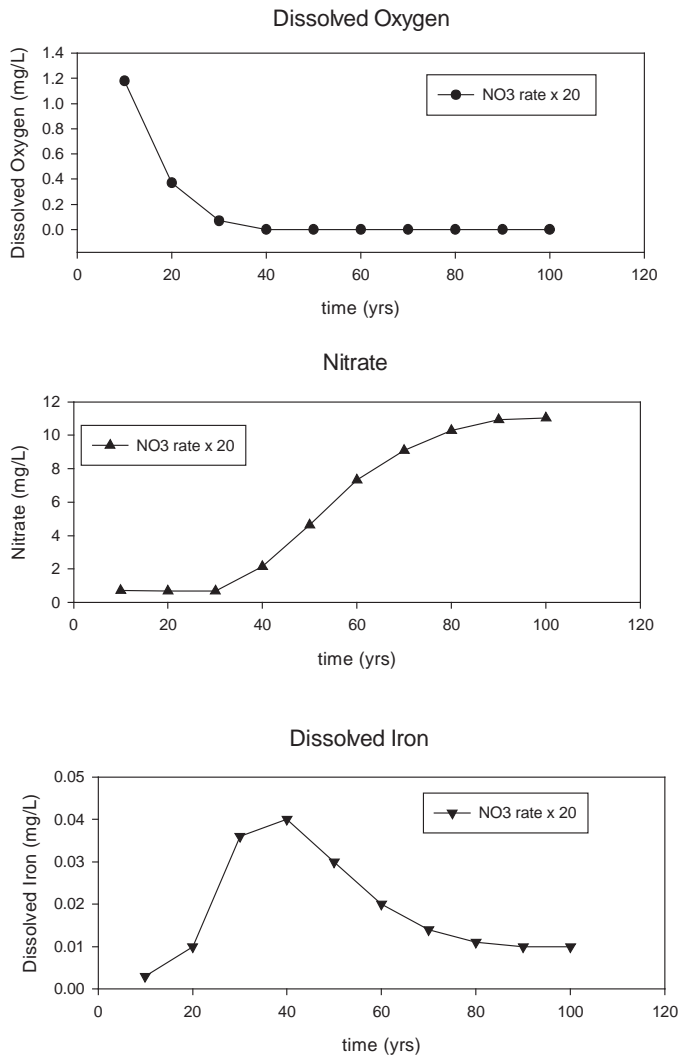 Dissolved Oxygen
1.4
1.2
1.0
0.8
0.6
0.4
0.2
0.0
Dissolved Oxygen (mg/L)
NO3 rate x 20
0 20 40 60 80 100 120
time (yrs)
Nitrate
12
10
8
6
4
2
0
Nitrate (mg/L)
NO3 rate x 20
0 20 40 60 80 100 120
time (yrs)
Dissolved Iron
0.05
0.04
0.03
0.02
0.01
0.00
Dissolved Iron (mg/L)
NO3 rate x 20
0 20 40 60 80 100 120
time (yrs)